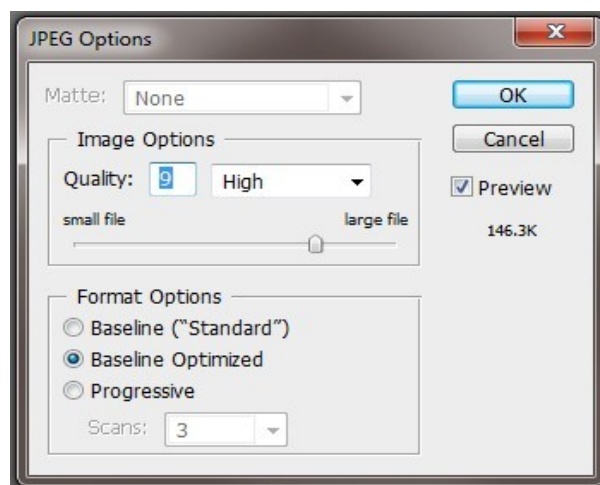 JPEG Options
Matte: None
OK
Image Options
Cancel
Quality: 9 High
Preview
small file large file
146.3K
Format Options
Baseline (“Standard”)
Baseline Optimized
Progressive
Scans: 3